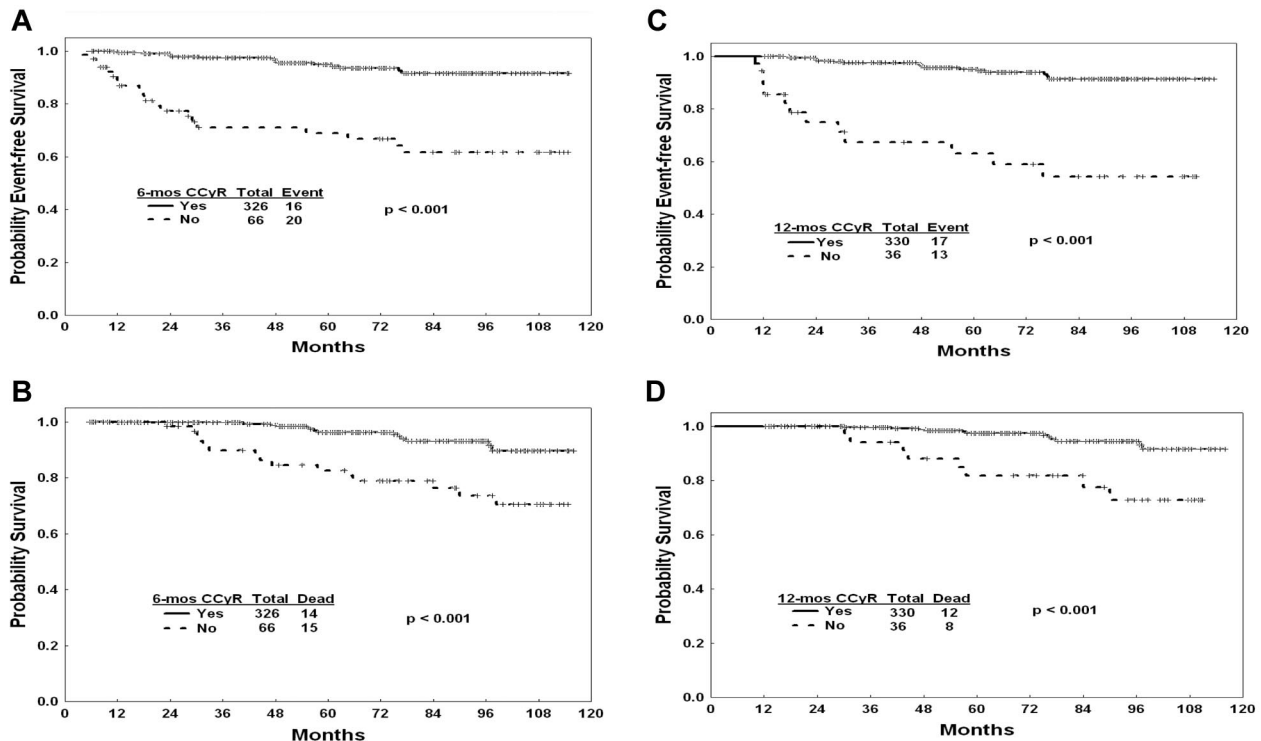 A
Probability Event-free Survival
1.0
0.8
0.6
0.4
0.2
0.0
6-mos CCyR Total Event
Yes 326 16
No 66 20
p < 0.001
0 12 24 36 48 60 72 84 96 108 120
Months
B
Probability Survival
1.0
0.8
0.6
0.4
0.2
0.0
6-mos CCyR Total Dead
Yes 326 14
No 66 15
p < 0.001
0 12 24 36 48 60 72 84 96 108 120
Months
C
Probability Event-free Survival
1.0
0.8
0.6
0.4
0.2
0.0
12-mos CCyR Total Event
Yes 330 17
No 36 13
p < 0.001
0 12 24 36 48 60 72 84 96 108 120
Months
D
Probabilty Survival
1.0
0.8
0.6
0.4
0.2
0.0
12-mos CCyR Total Dead
Yes 330 12
No 36 8
p < 0.001
0 12 24 36 48 60 72 84 96 108 120
Months